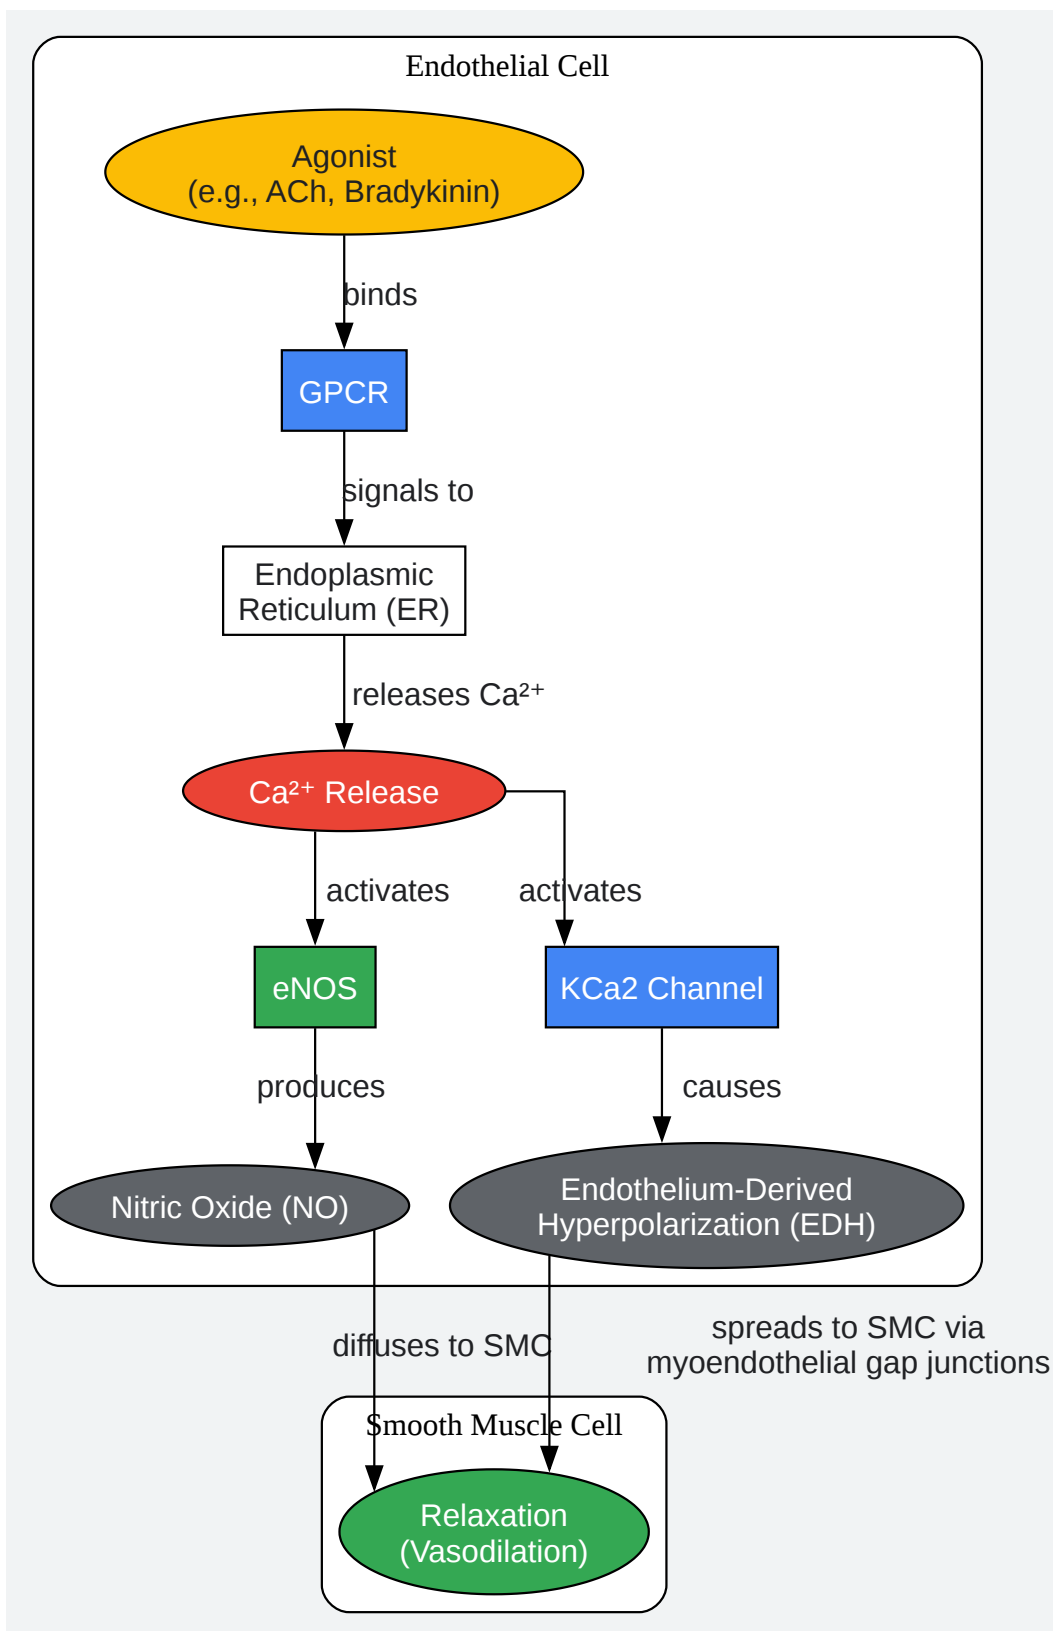 Endothelial Cell
Agonist
(e.g., ACh, Bradykinin)
binds
GPCR
signals to
Endoplasmic
Reticulum (ER)
releases Ca²⁺
Ca²⁺ Release
activates
activates
eNOS
KCa2 Channel
produces
causes
Nitric Oxide (NO)
Endothelium-Derived
Hyperpolarization (EDH)
diffuses to SMC
spreads to SMC via
myoendothelial gap junctions
Smooth Muscle Cell
Relaxation
(Vasodilation)